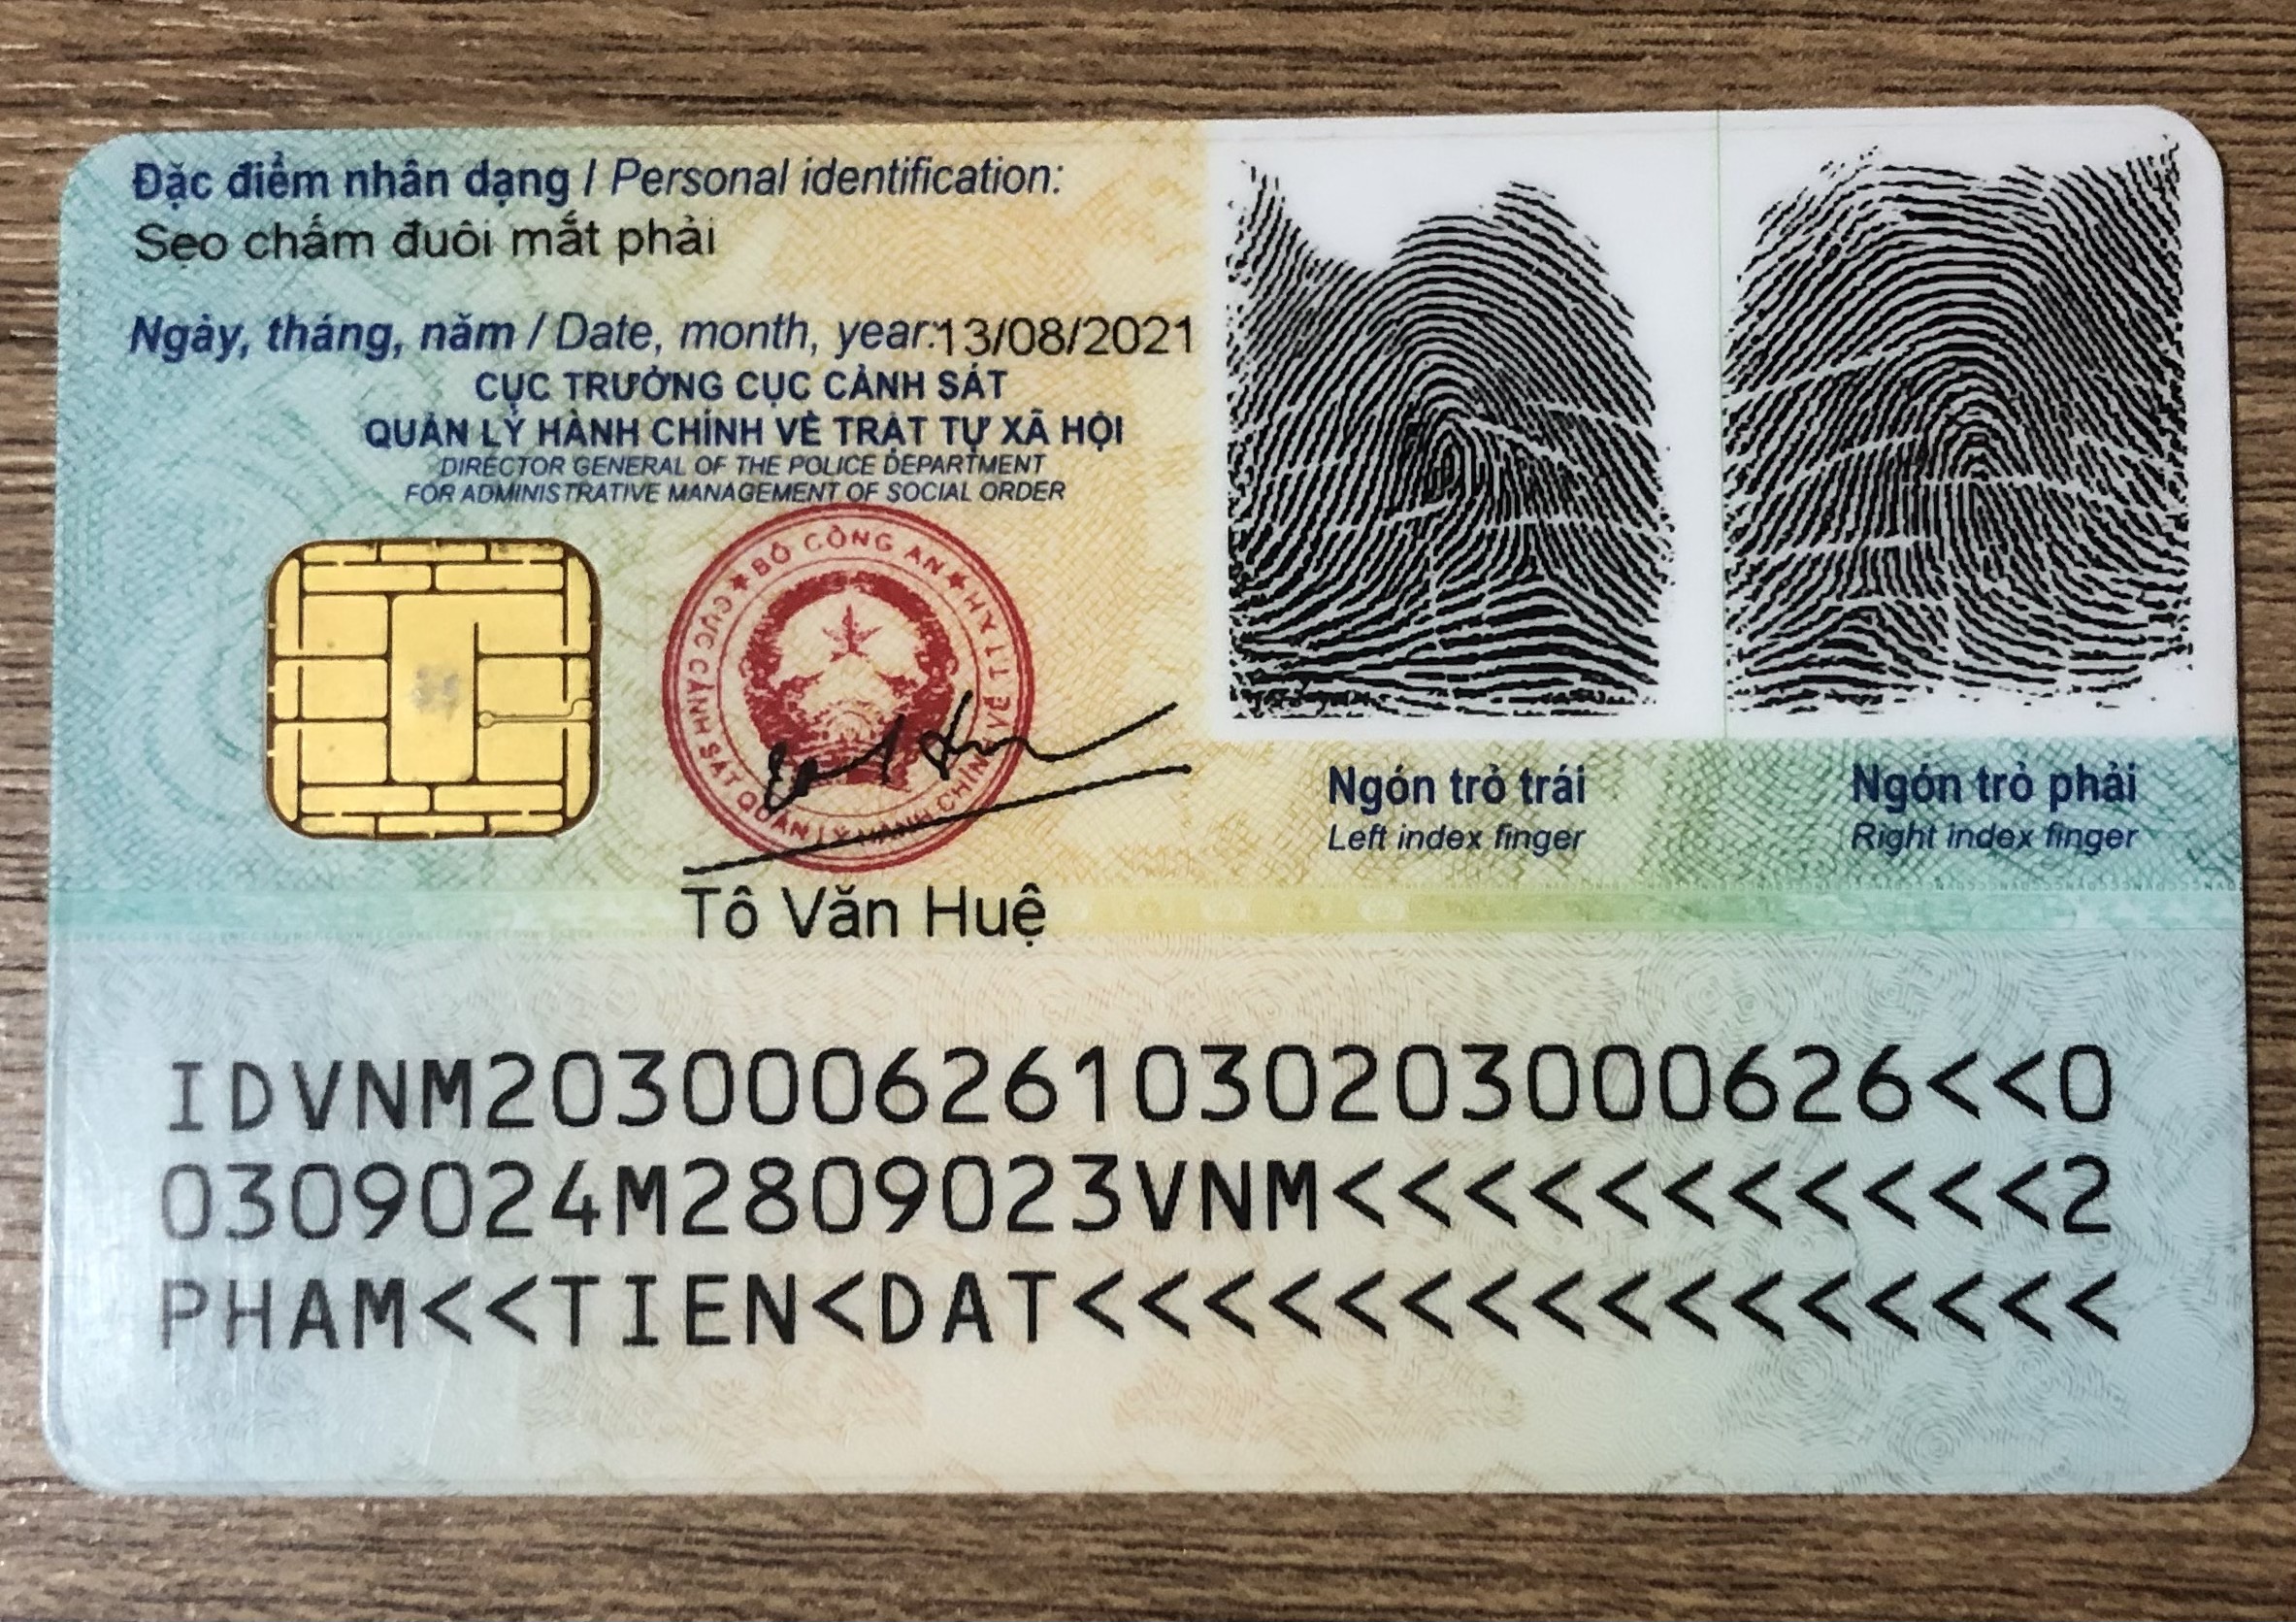 Đặc điểm nhân dạng / Personal identification:
Sẹo chấm đuôi mắt phải
Ngày, tháng, năm / Date, month, year:13/08/2021
CỤC TRƯỞNG CỤC CẢNH SÁT
QUẢN LÝ HÀNH CHÍNH VỀ TRẬT TỰ XÃ HỘI
DIRECTOR GENERAL OF THE POLICE DEPARTMENT
FOR ADMINISTRATIVE MANAGEMENT OF SOCIAL ORDER
BỘ CÔNG AN
CỤC CẢNH SÁT QUẢN LÝ HÀNH CHÍNH VỀ TTXH
Tô Văn Huệ
Ngón trỏ trái
Left index finger
Ngón trỏ phải
Right index finger
IDVNM2030006261030203000626<<0
0309024M2809023VNM<<<<<<<<<<<2
PHAM<<TIEN<DAT<<<<<<<<<<<<<<<<